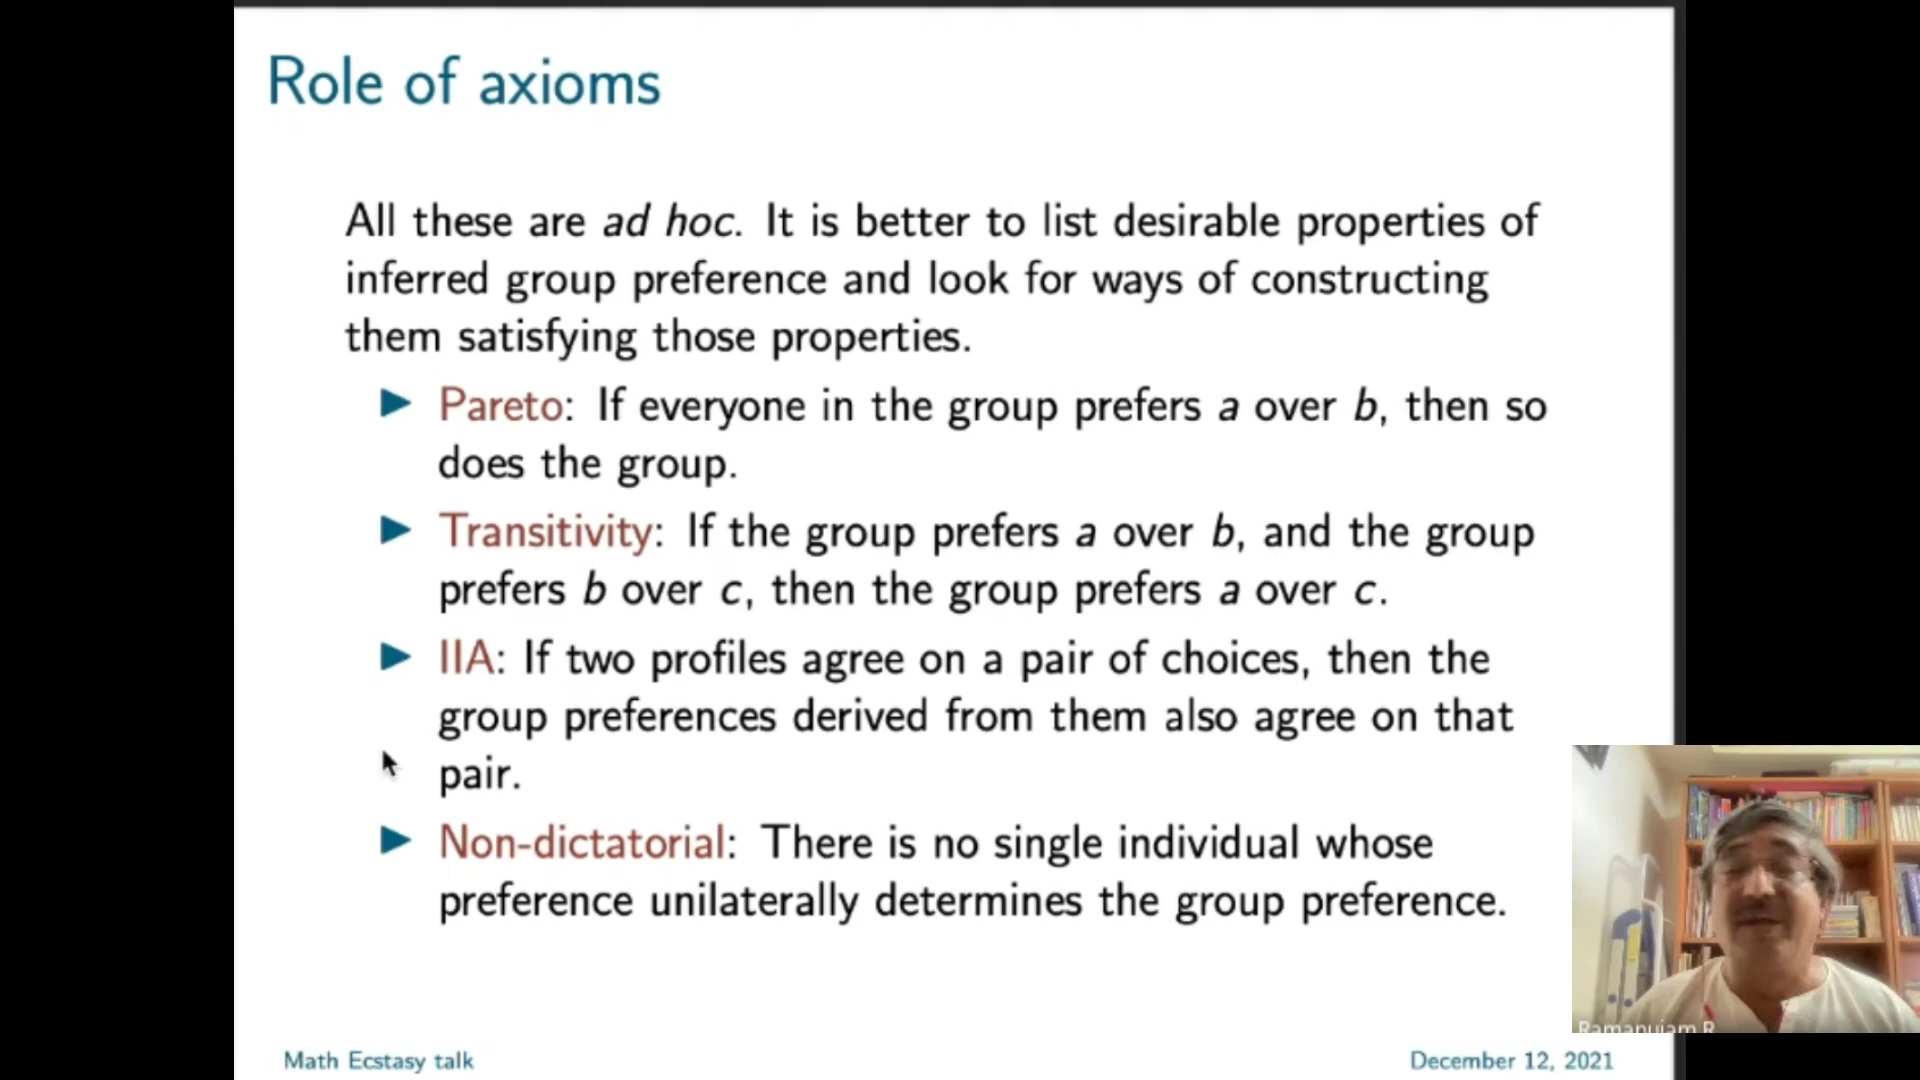 Role of axioms
All these are ad hoc. It is better to list desirable properties of
inferred group preference and look for ways of constructing
them satisfying those properties.
Pareto: If everyone in the group prefers a over b, then so
does the group.
Transitivity: If the group prefers a over b, and the group
prefers b over c, then the group prefers a over c.
IIA: If two profiles agree on a pair of choices, then the
group preferences derived from them also agree on that
pair.
Non-dictatorial: There is no single individual whose
preference unilaterally determines the group preference.
Ramanujam R
Math Ecstasy talk
December 12, 2021